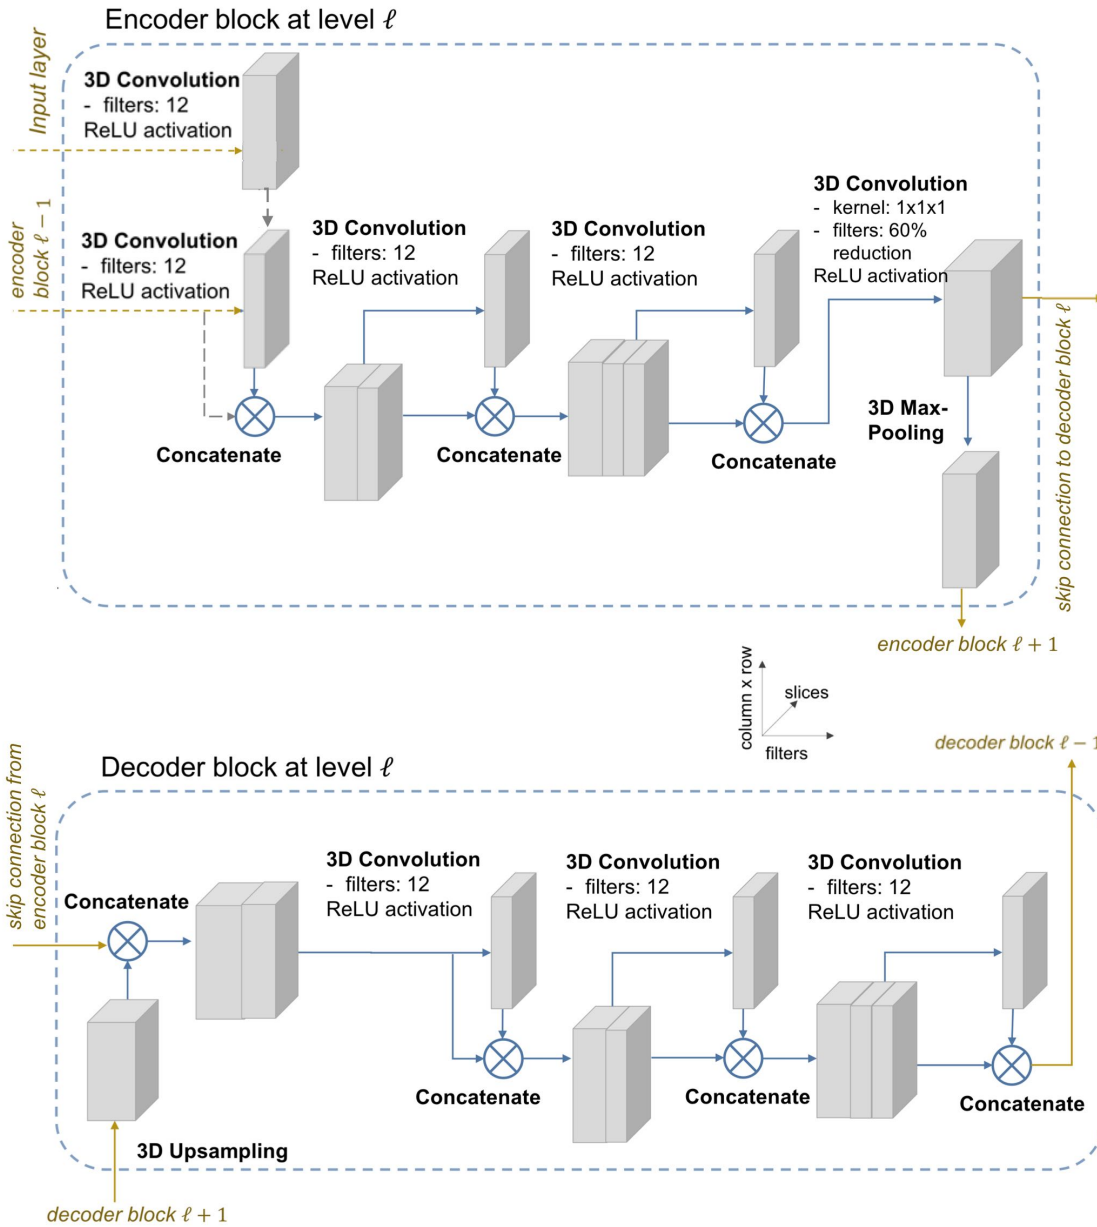 Encoder block at level ℓ
Input layer
3D Convolution
- filters: 12
ReLU activation
encoder
block ℓ − 1
3D Convolution
- filters: 12
ReLU activation
3D Convolution
- filters: 12
ReLU activation
3D Convolution
- filters: 12
ReLU activation
3D Convolution
- kernel: 1x1x1
- filters: 60%
reduction
ReLU activation
Concatenate
Concatenate
Concatenate
3D Max-
Pooling
skip connection to decoder block ℓ
encoder block ℓ + 1
column x row
slices
filters
decoder block ℓ − 1
Decoder block at level ℓ
skip connection from
encoder block ℓ
Concatenate
3D Convolution
- filters: 12
ReLU activation
3D Convolution
- filters: 12
ReLU activation
3D Convolution
- filters: 12
ReLU activation
Concatenate
Concatenate
Concatenate
3D Upsampling
decoder block ℓ + 1